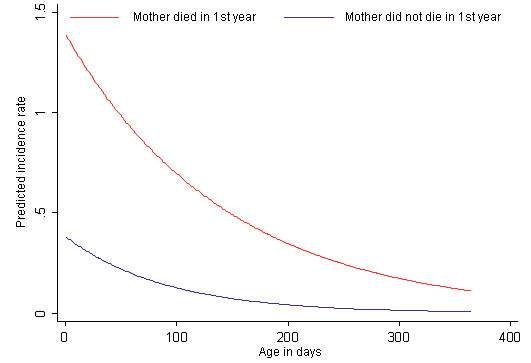 Mother died in 1st year Mother did not die in 1st year
1.5
1
.5
0
Predicted incidence rate
0 100 200 300 400
Age in days